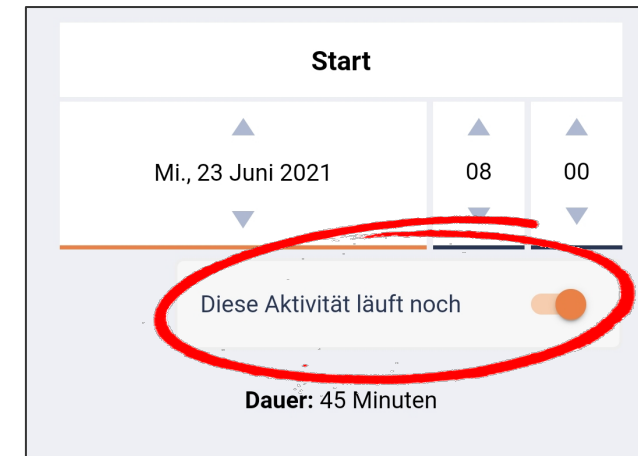 Start
Mi., 23 Juni 2021 08 00
Diese Aktivität läuft noch
Dauer: 45 Minuten